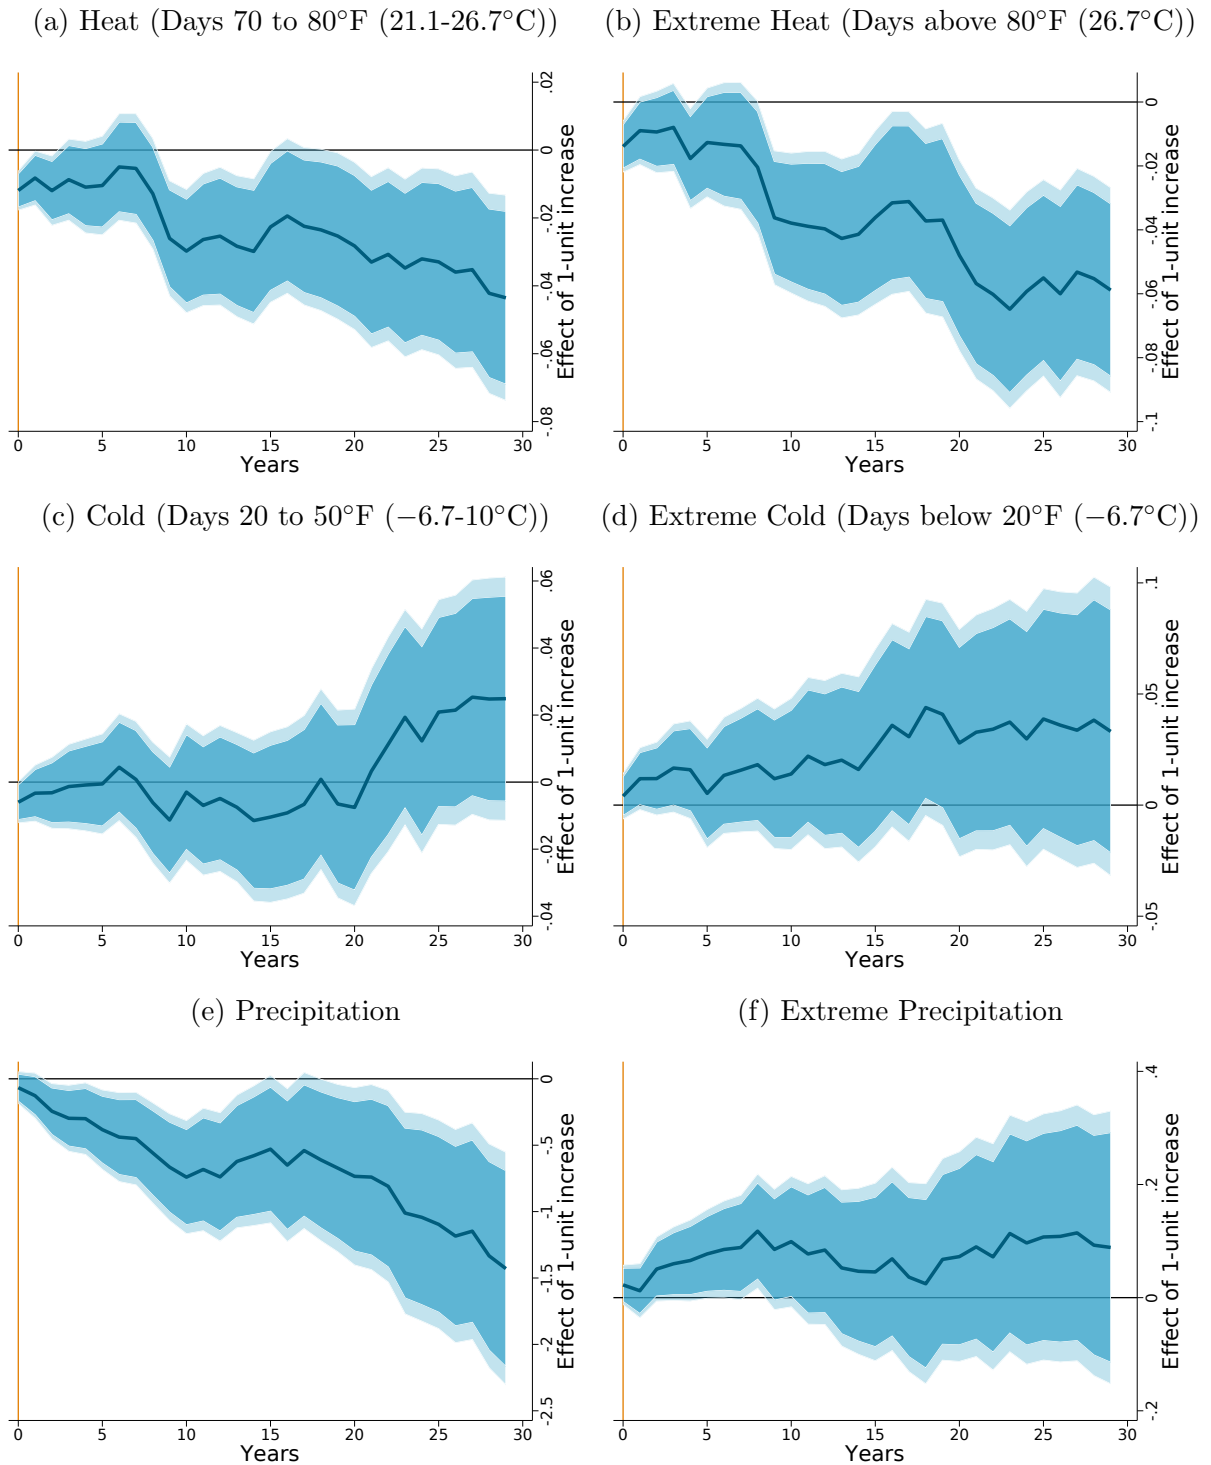 (a) Heat (Days 70 to 80°F (21.1-26.7°C))
.02
0
-.02
-.04
-.06
-.08
Effect of 1-unit increase
0 5 10 15 20 25 30
Years
(b) Extreme Heat (Days above 80°F (26.7°C))
0
-.02
-.04
-.06
-.08
-.1
Effect of 1-unit increase
0 5 10 15 20 25 30
Years
(c) Cold (Days 20 to 50°F (−6.7-10°C))
.06
.04
.02
0
-.02
-.04
Effect of 1-unit increase
0 5 10 15 20 25 30
Years
(d) Extreme Cold (Days below 20°F (−6.7°C))
.1
.05
0
-.05
Effect of 1-unit increase
0 5 10 15 20 25 30
Years
(e) Precipitation
0
-.5
-1
-1.5
-2
-2.5
Effect of 1-unit increase
0 5 10 15 20 25 30
Years
(f) Extreme Precipitation
.4
.2
0
-.2
Effect of 1-unit increase
0 5 10 15 20 25 30
Years